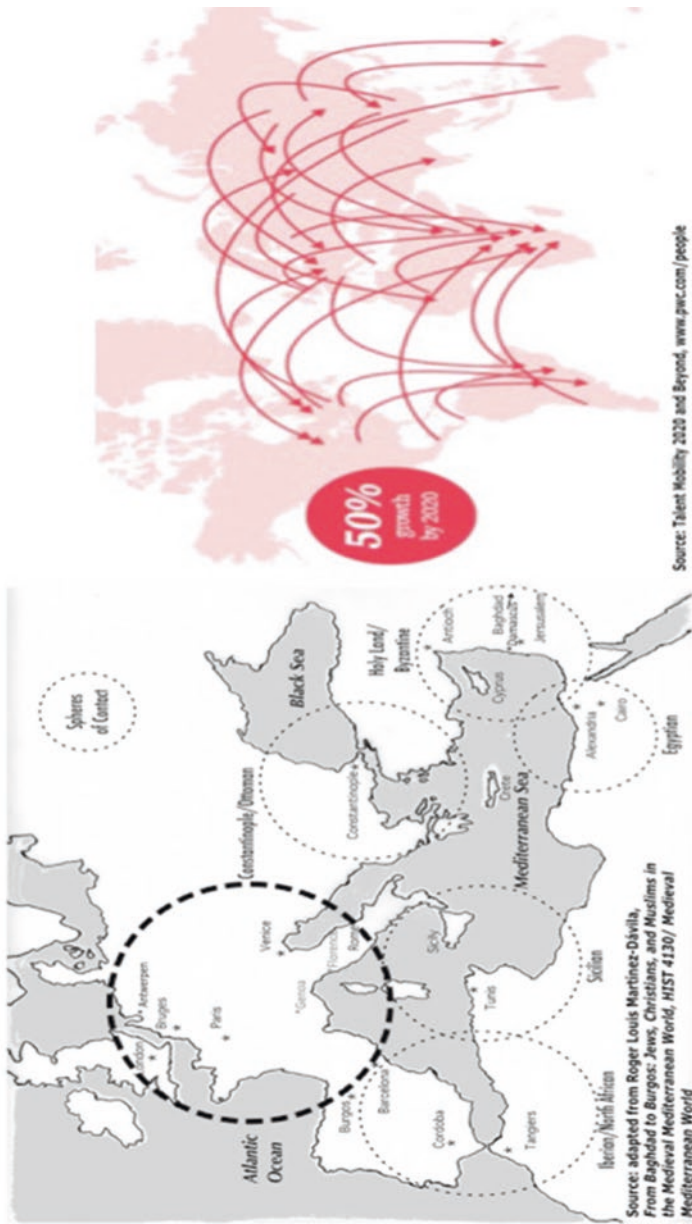 Spheres
of Contact
Constantinople/Ottoman
Black Sea
Holy Land/
Byzantine
Antioch
Baghdad
Damascus
Jerusalem
Cyprus
Alexandria
Cairo
Egyptian
Constantinople
Crete
Mediterranean Sea
Venice
Florence
Rome
Genoa
Sicily
Tunis
Sicilian
Antwerpen
Bruges
London
Paris
Atlantic
Ocean
Burgos
Barcelona
Cordoba
Tangers
Iberion/North African
Source: adapted from Roger Louis Martínez-Dávila,
From Baghdad to Burgos: Jews, Christians, and Muslims in
the Medieval Mediterranean World, HIST 4130/ Medieval
Mediterranean World
50%
growth
by 2020
Source: Talent Mobility 2020 and Beyond, www.pwc.com/people